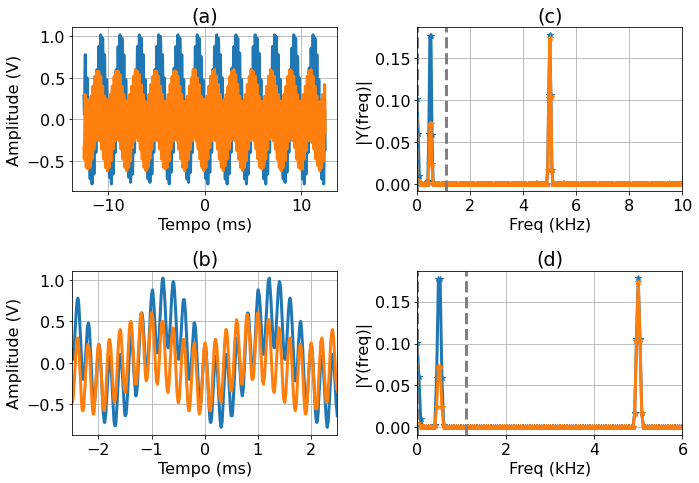 (a)
Amplitude (V)
1.0
0.5
0.0
−0.5
−10 0 10
Tempo (ms)
(c)
|Y(freq)|
0.15
0.10
0.05
0.00
0 2 4 6 8 10
Freq (kHz)
(b)
Amplitude (V)
1.0
0.5
0.0
−0.5
−2 −1 0 1 2
Tempo (ms)
(d)
|Y(freq)|
0.15
0.10
0.05
0.00
0 2 4 6
Freq (kHz)